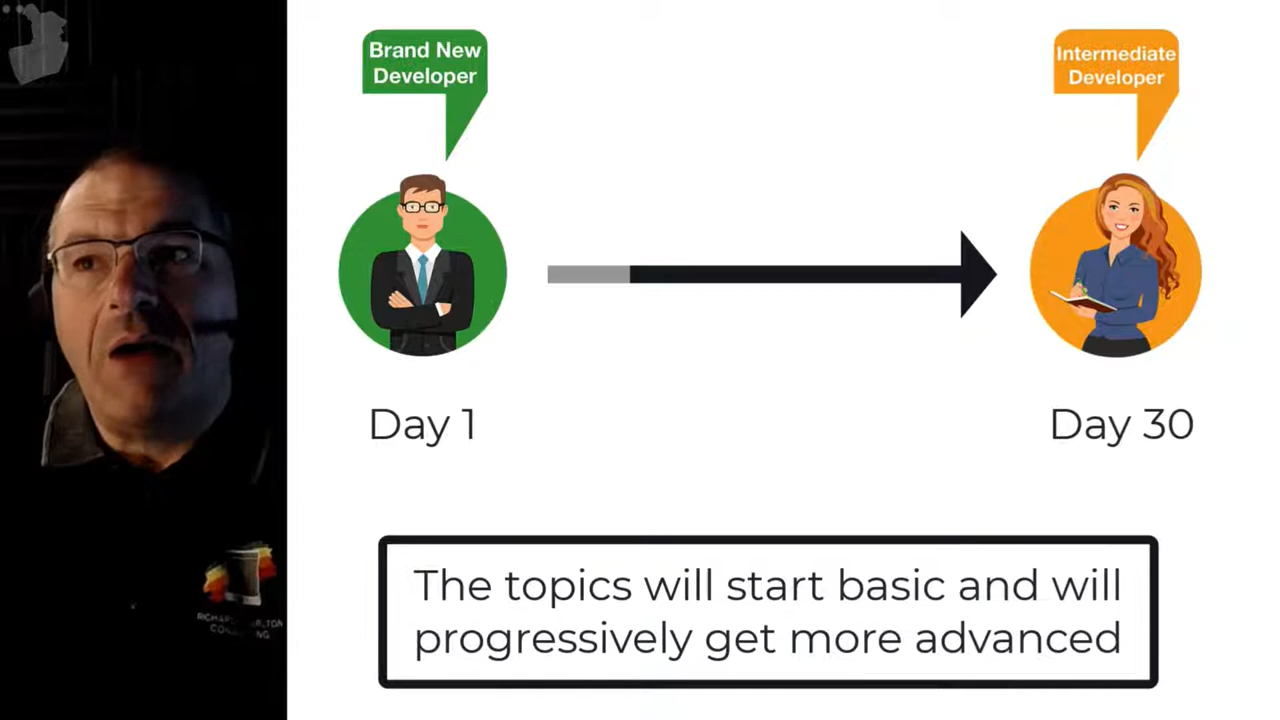 Brand New
Developer
Intermediate
Developer
Day 1
Day 30
The topics will start basic and will
progressively get more advanced